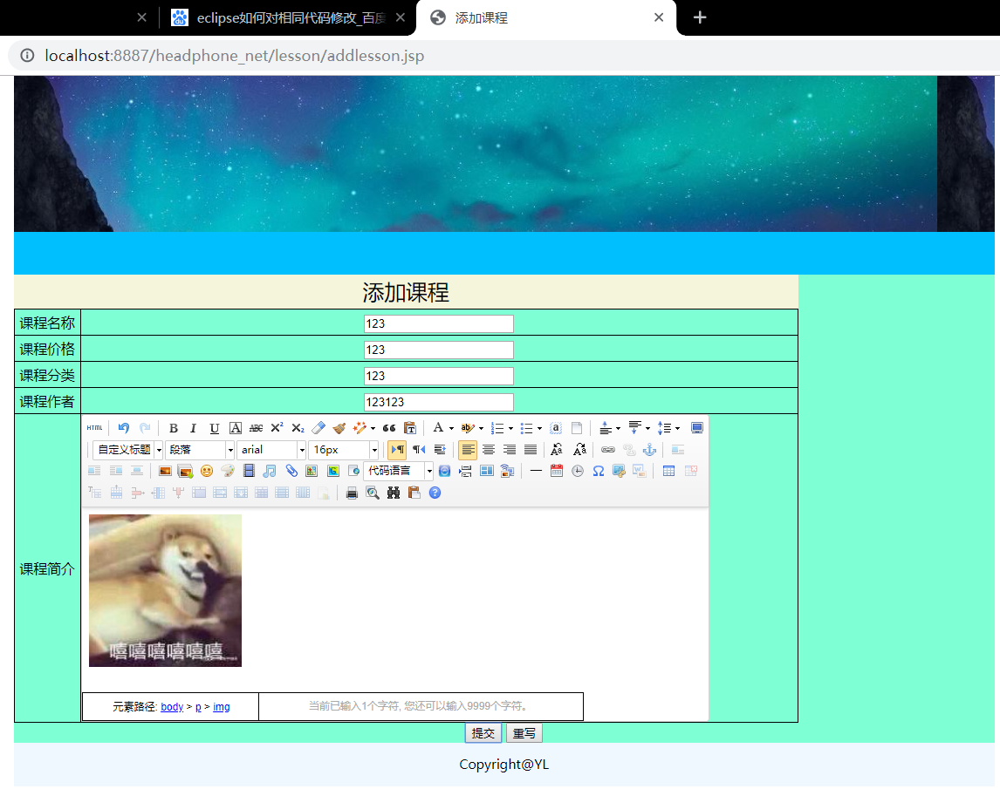 eclipse如何对相同代码修改_百度
添加课程
localhost:8887/headphone_net/lesson/addlesson.jsp
添加课程
课程名称 123
课程价格 123
课程分类 123
课程作者 123123
课程简介
HTML
自定义标题 段落 arial 16px
代码语言
嘻嘻嘻嘻嘻嘻
元素路径: body > p > img
当前已输入1个字符, 您还可以输入9999个字符。
提交 重写
Copyright@YL